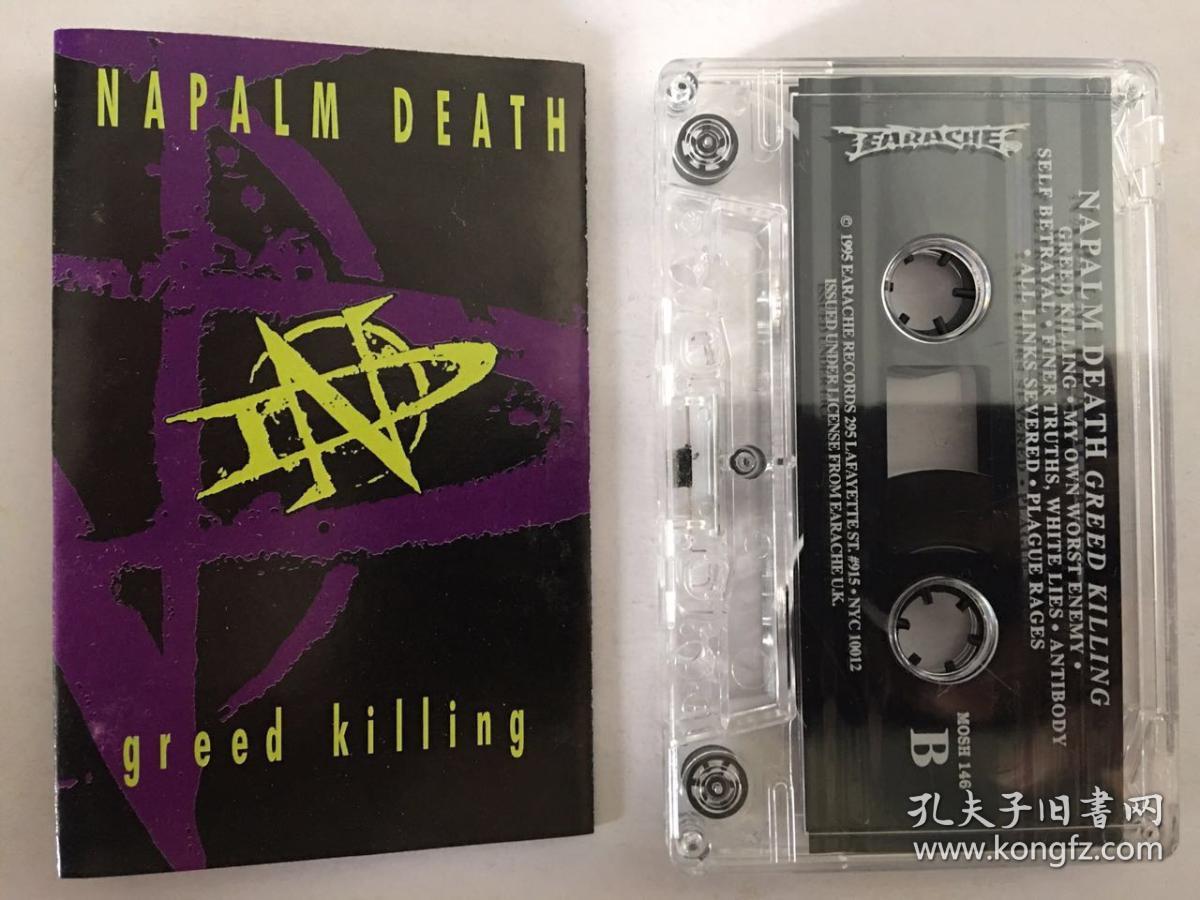 NAPALM DEATH
ND
greed killing
EARACHE
NAPALM DEATH GREED KILLING
GREED KILLING • MY OWN WORST ENEMY •
SELF BETRAYAL • FINER TRUTHS, WHITE LIES • ANTIBODY
• ALL LINKS SEVERED • PLAGUE RAGES
© 1995 EARACHE RECORDS 295 LAFAYETTE ST. #915 • NYC 10012
ISSUED UNDER LICENSE FROM EARACHE U.K.
MOSH 146
B
孔夫子旧书网
www.kongfz.com